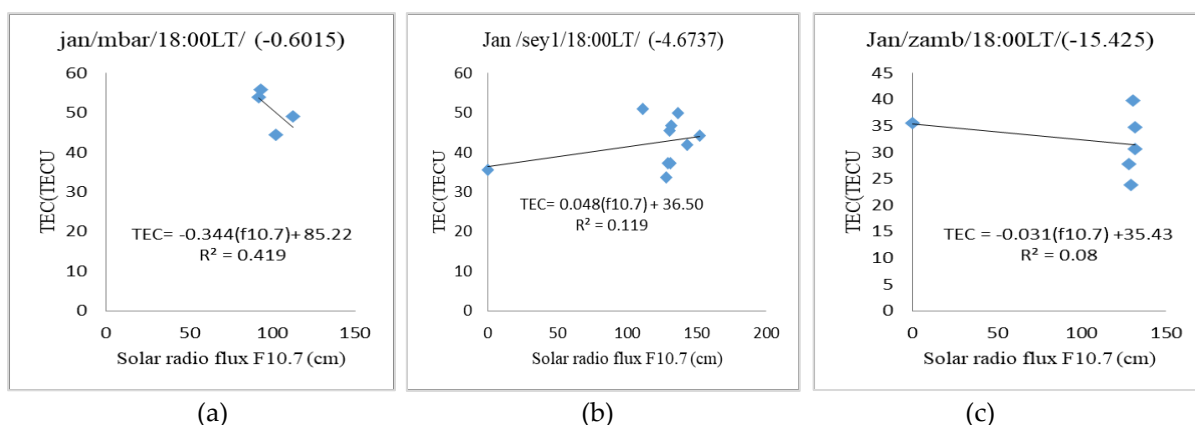 jan/mbar/18:00LT/ (-0.6015)
60
50
40
30
20
10
0
TEC(TECU
TEC= -0.344(f10.7)+85.22
R² = 0.419
0 50 100 150
Solar radio flux F10.7 (cm)
(a)
Jan /sey1/18:00LT/ (-4.6737)
60
50
40
30
20
10
0
TEC(TECU
TEC= 0.048(f10.7) + 36.50
R² = 0.119
0 50 100 150 200
Solar radio flux F10.7 (cm)
(b)
Jan/zamb/18:00LT/(-15.425)
45
40
35
30
25
20
15
10
5
0
TEC(TECU
TEC = -0.031(f10.7) +35.43
R² = 0.08
0 50 100 150
Solar radio flux F10.7 (cm)
(c)